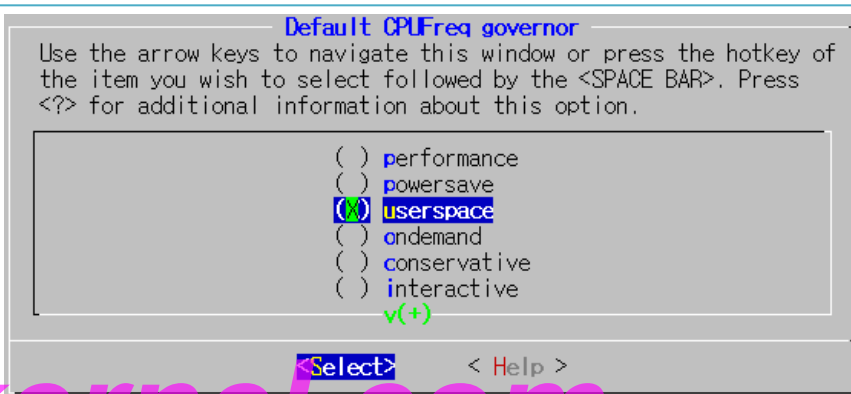 Default CPUFreq governor
Use the arrow keys to navigate this window or press the hotkey of
the item you wish to select followed by the <SPACE BAR>. Press
<?> for additional information about this option.
( ) performance
( ) powersave
(X) userspace
( ) ondemand
( ) conservative
( ) interactive
v(+)
<Select> < Help >